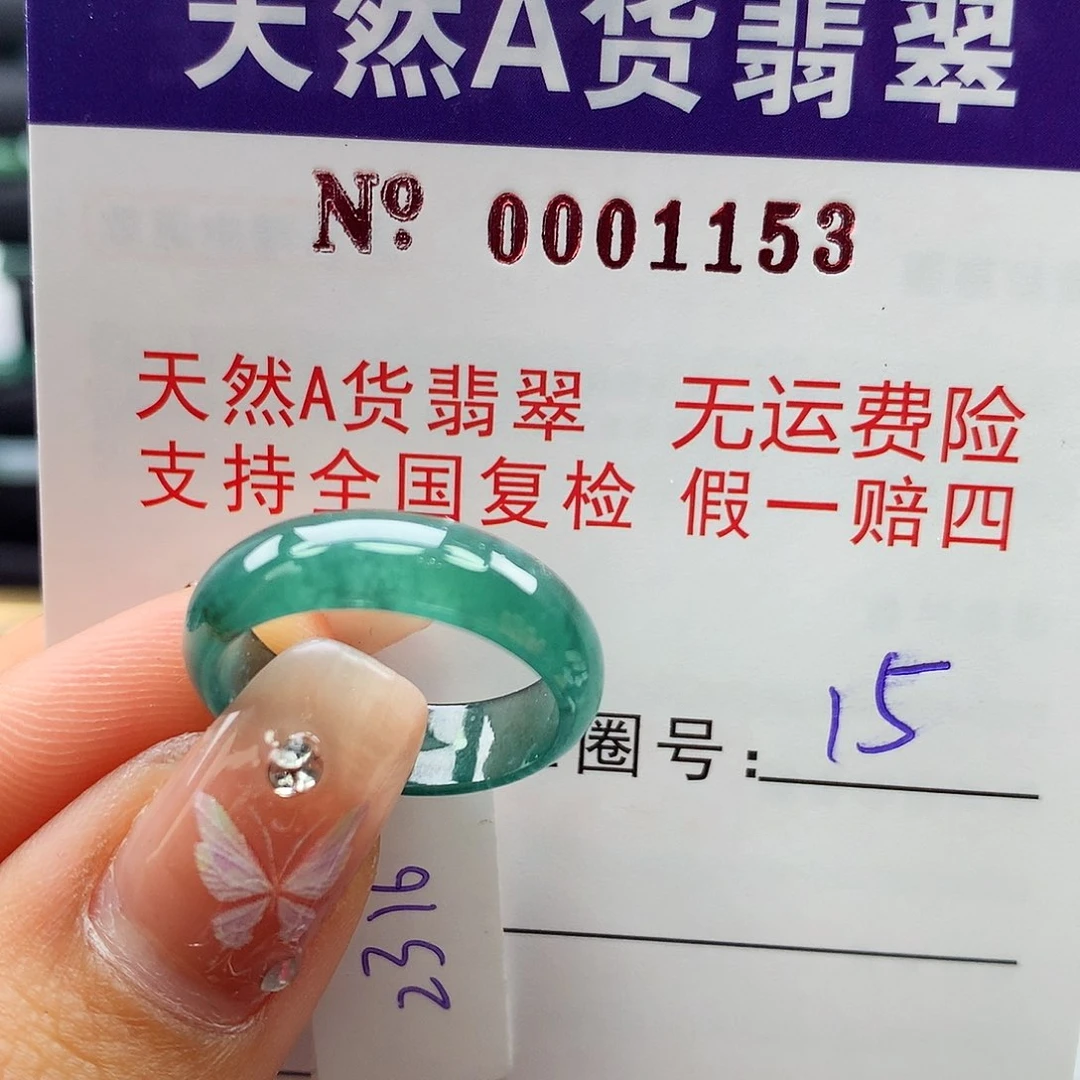 天然A货翡翠
Nº 0001153
天然A货翡翠 无运费险
支持全国复检 假一赔四
圈号: 15
2316